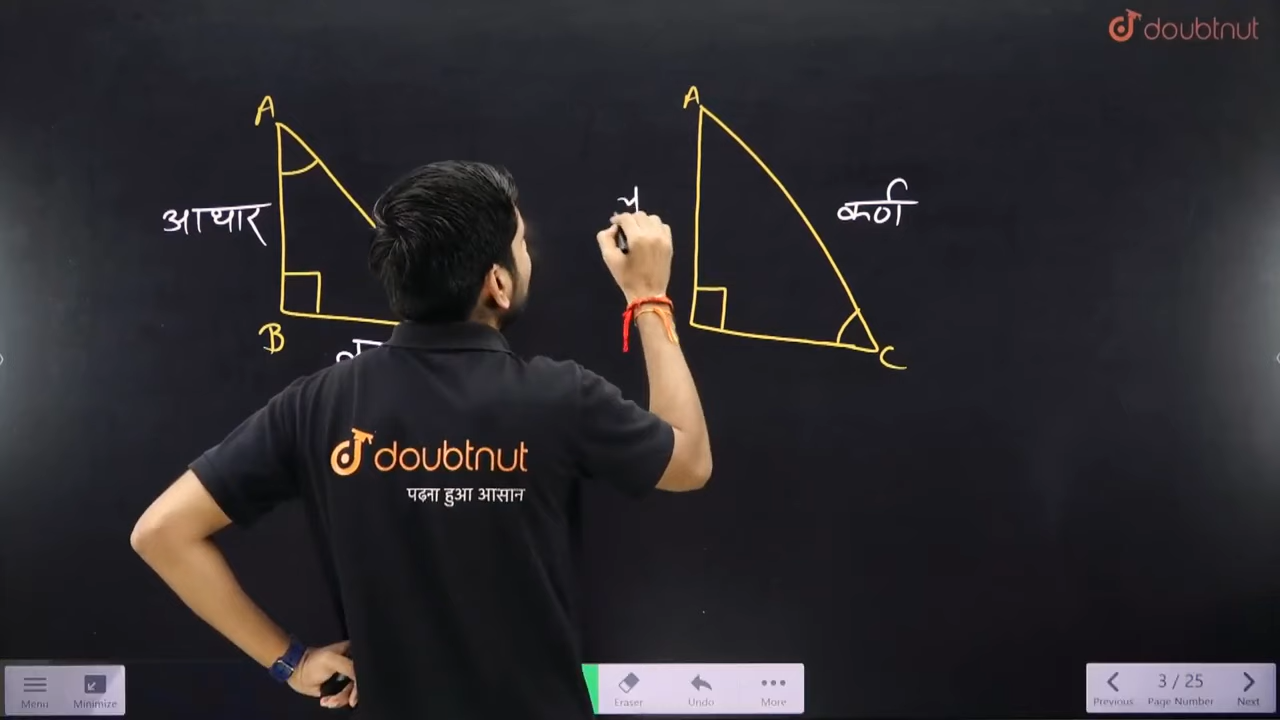 doubtnut
A
A
आधार
कर्ण
B
C
doubtnut
पढ़ना हुआ आसान
Menu
Minimize
Eraser
Undo
More
3 / 25
Previous
Page Number
Next